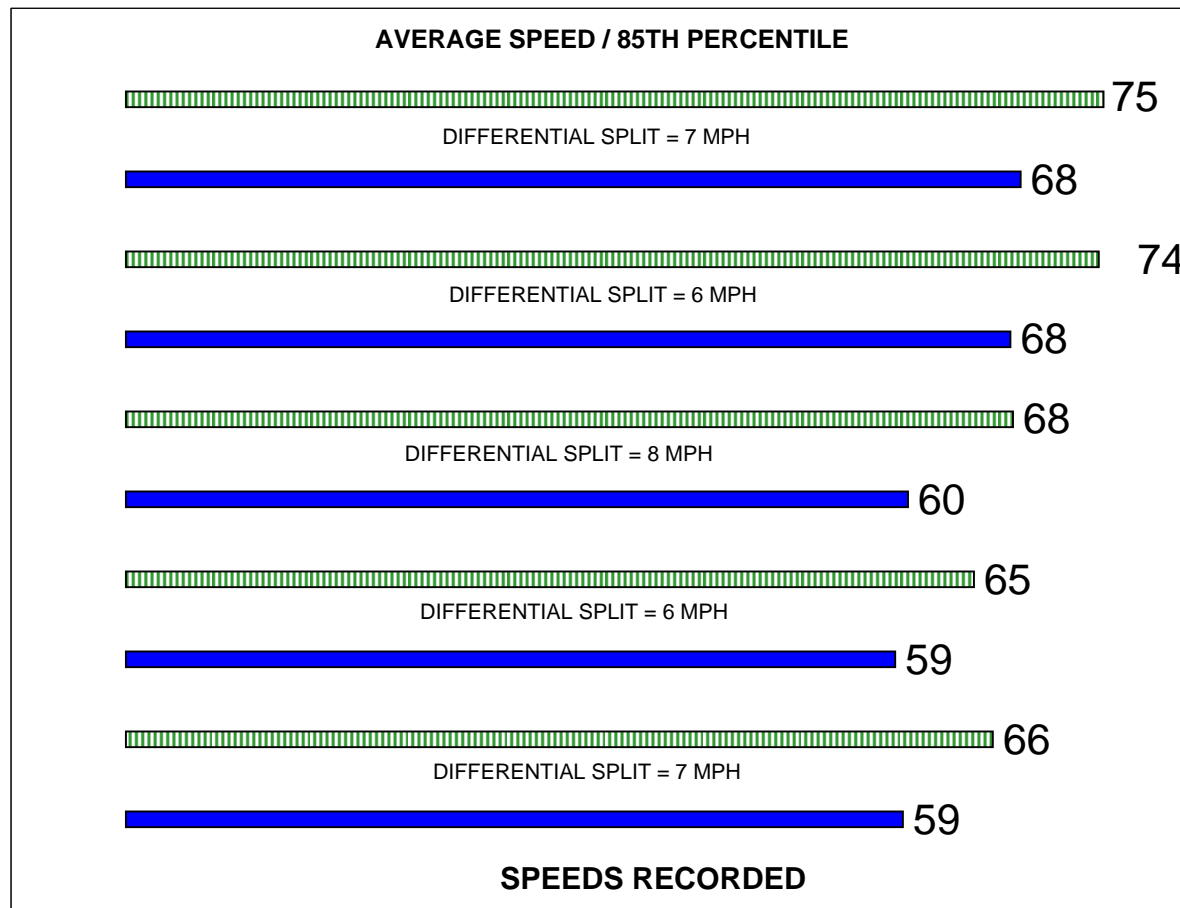 AVERAGE SPEED / 85TH PERCENTILE
75
DIFFERENTIAL SPLIT = 7 MPH
68
74
DIFFERENTIAL SPLIT = 6 MPH
68
68
DIFFERENTIAL SPLIT = 8 MPH
60
65
DIFFERENTIAL SPLIT = 6 MPH
59
66
DIFFERENTIAL SPLIT = 7 MPH
59
SPEEDS RECORDED